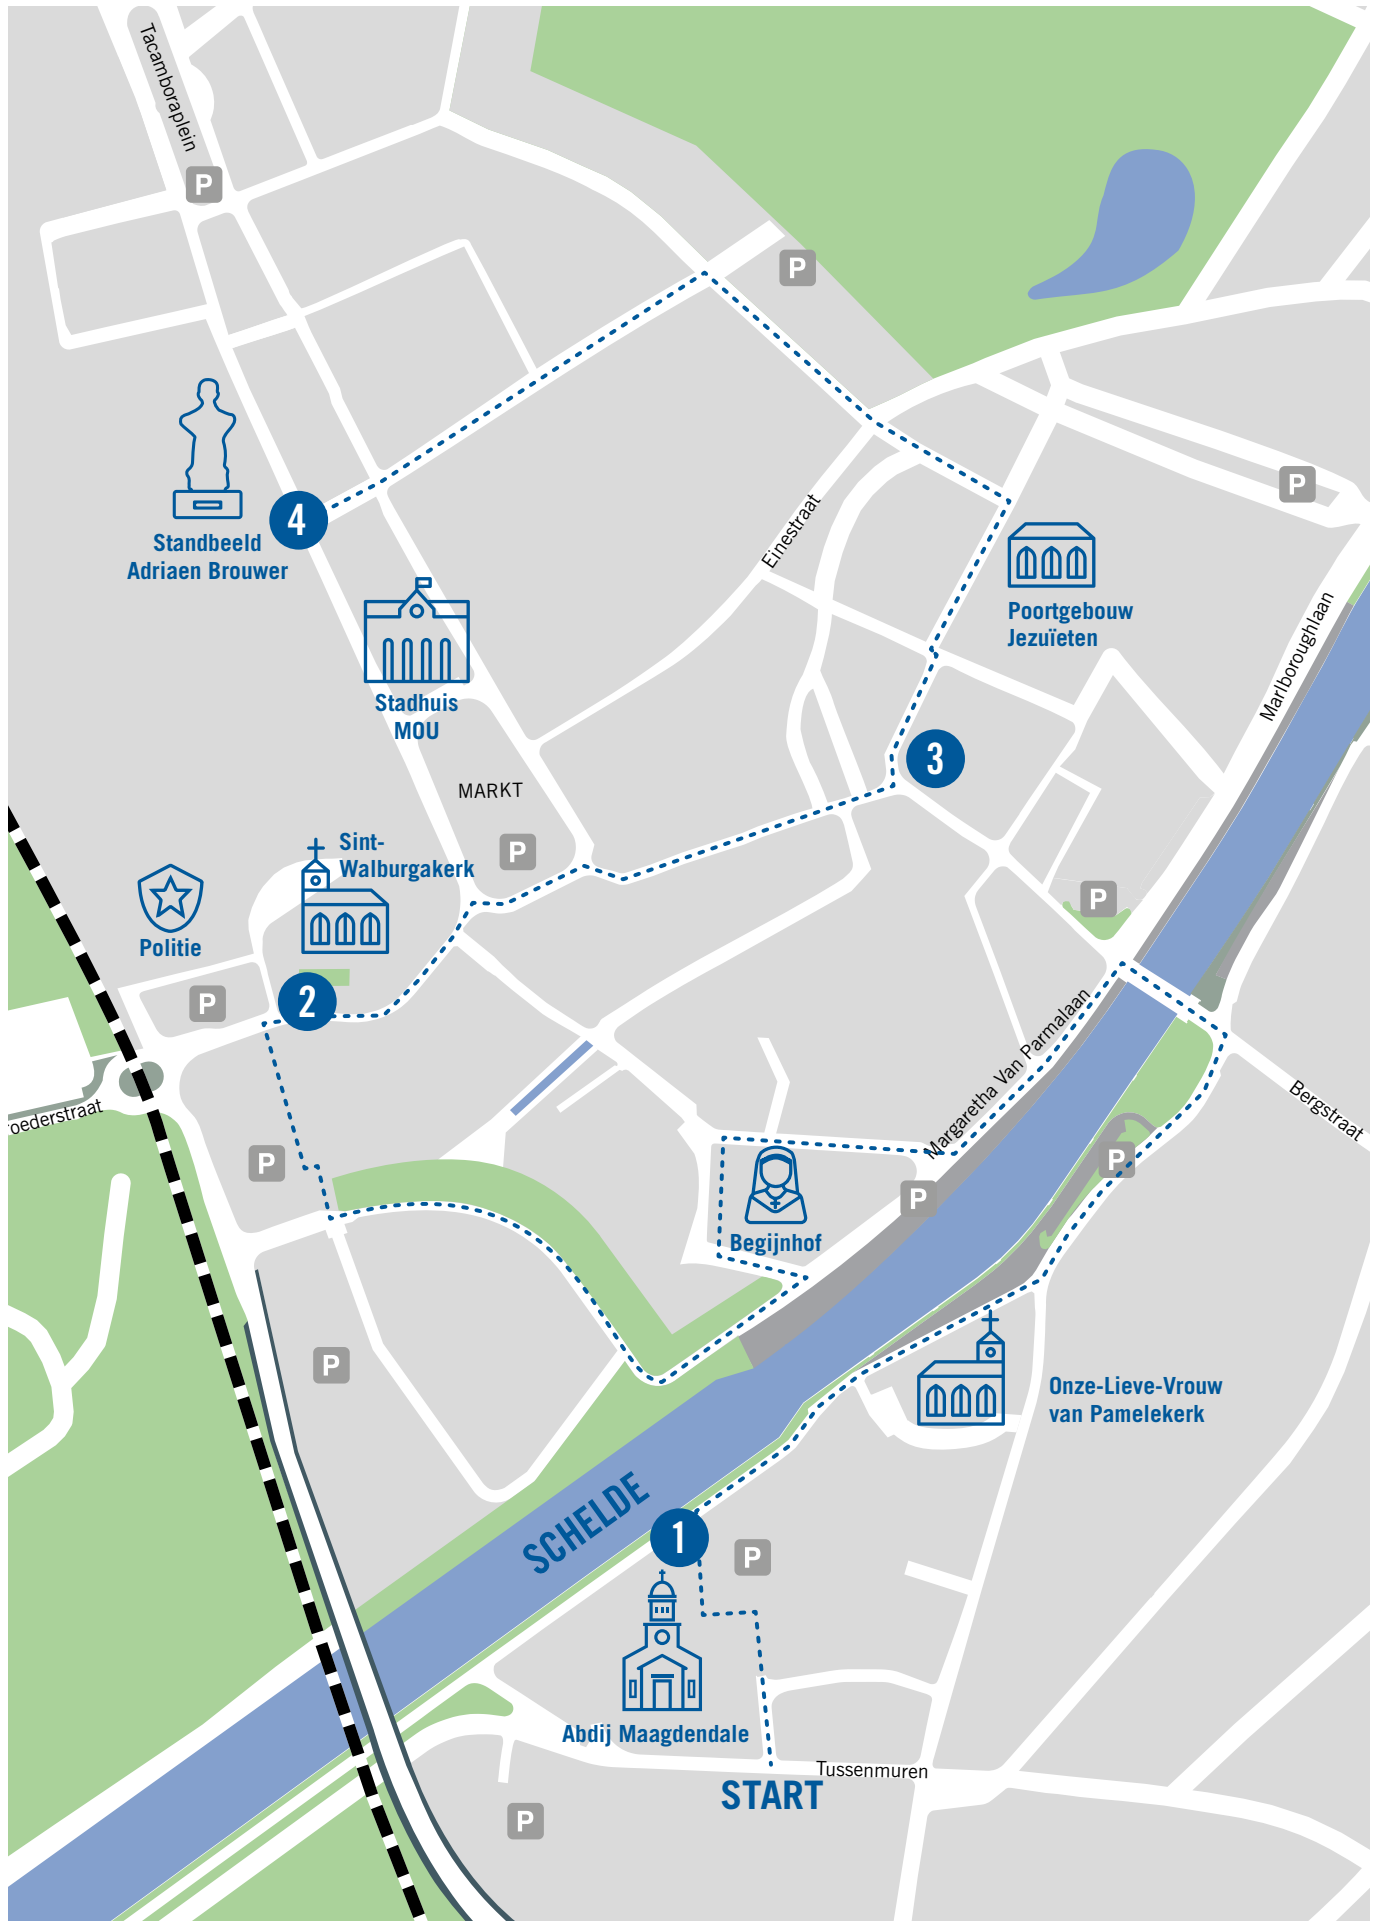 Tacamboraplein
P
P
P
4
Standbeeld
Adriaen Brouwer
Einestraat
Poortgebouw
Jezuïeten
Marlboroughlaan
Stadhuis
MOU
3
MARKT
P
Sint-
Walburgakerk
P
Politie
P
2
Margaretha Van Parmalaan
Bergstraat
roederstraat
P
P
P
Begijnhof
P
Onze-Lieve-Vrouw
van Pamelekerk
SCHELDE
1
P
Abdij Maagdendale
Tussenmuren
START
P